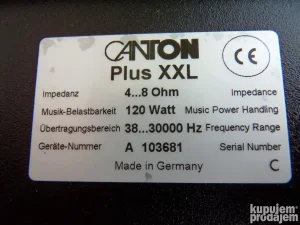 CANTON
CE
Plus XXL
Impedanz 4...8 Ohm Impedance
Musik-Belastbarkeit 120 Watt Music Power Handling
Übertragungsbereich 38...30000 Hz Frequency Range
Geräte-Nummer A 103681 Serial Number
Made in Germany C
kupujem
prodajem